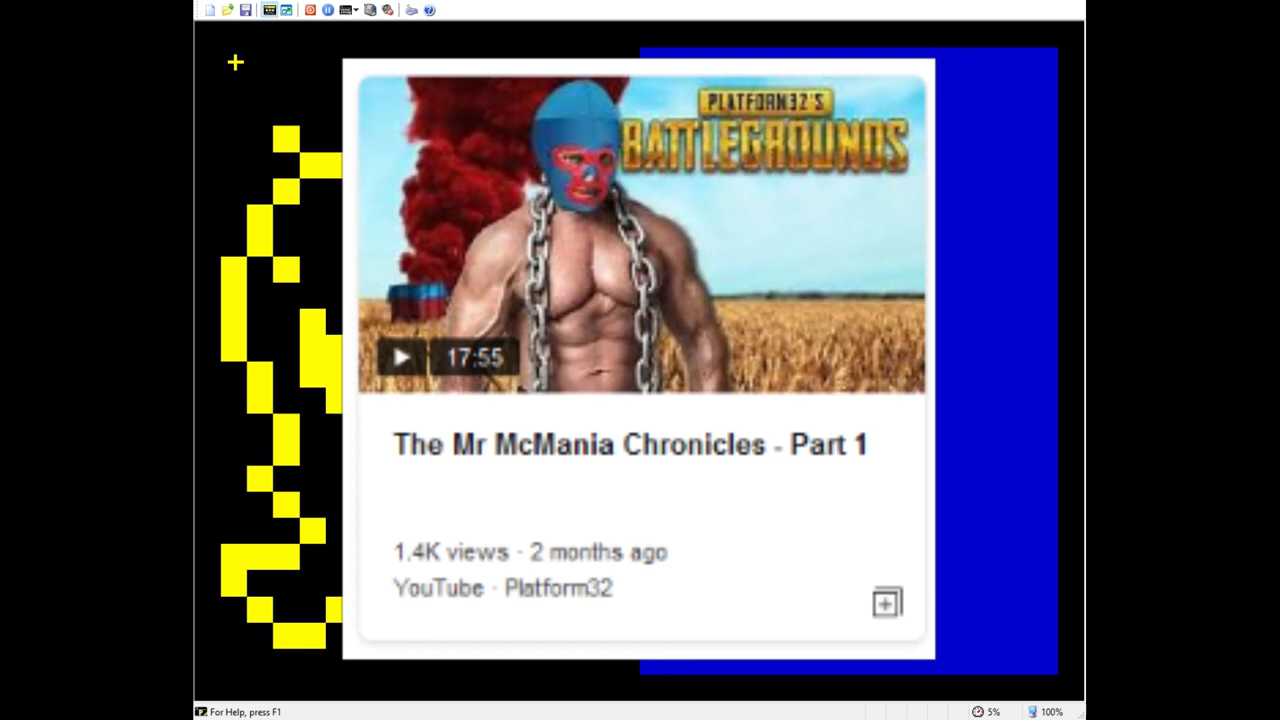 PLATFORM32'S
BATTLEGROUNDS
17:55
The Mr McMania Chronicles - Part 1
1.4K views · 2 months ago
YouTube · Platform32
For Help, press F1
5%
100%